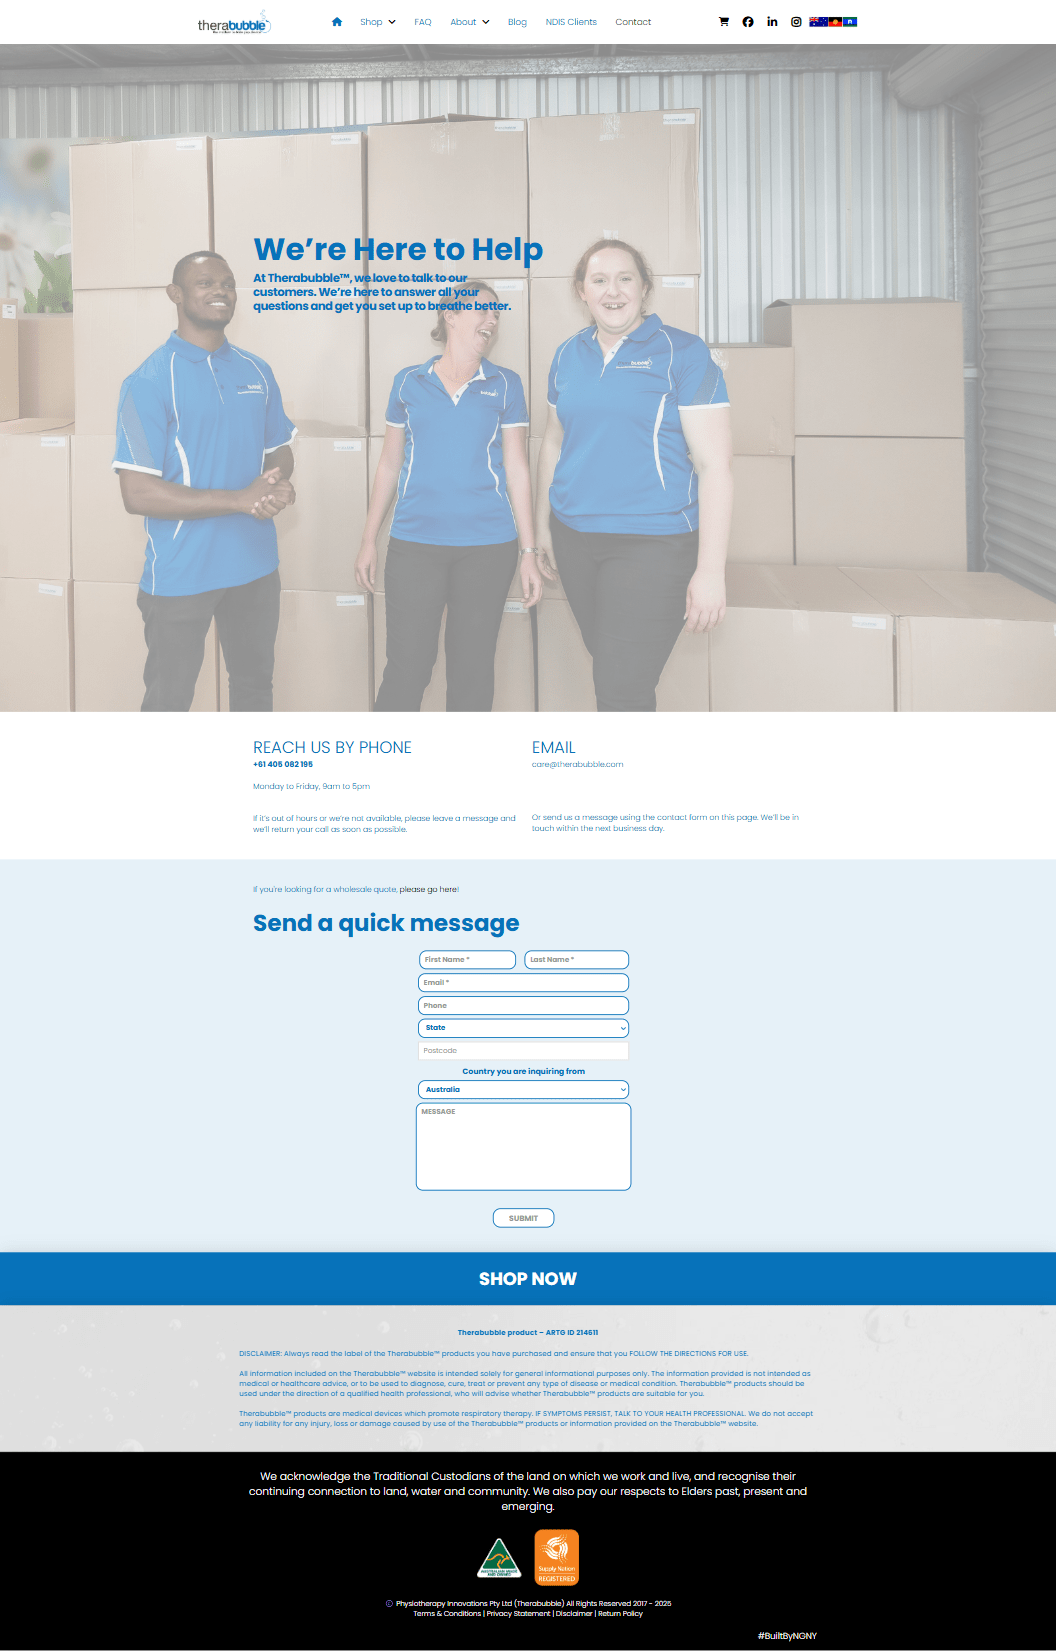 therabubble
Shop
FAQ
About
Blog
NDIS Clients
Contact
We're Here to Help
At Therabubble™, we love to talk to our
customers. We're here to answer all your
questions and get you set up to breathe better.
REACH US BY PHONE
+61 405 082 195
Monday to Friday, 9am to 5pm
If it's out of hours or we're not available, please leave a message and
we'll return your call as soon as possible.
EMAIL
care@therabubble.com
Or send us a message using the contact form on this page. We'll be in
touch within the next business day.
If you're looking for a wholesale quote, please go here!
Send a quick message
First Name *
Last Name *
Email *
Phone
State
Postcode
Country you are inquiring from
Australia
MESSAGE
SUBMIT
SHOP NOW
Therabubble product – ARTG ID 214611
DISCLAIMER: Always read the label of the Therabubble™ products you have purchased and ensure that you FOLLOW THE DIRECTIONS FOR USE.
All information included on the Therabubble™ website is intended solely for general informational purposes only. The information provided is not intended as
medical or healthcare advice, or to be used to diagnose, cure, treat or prevent any type of disease or medical condition. Therabubble™ products should be
used under the direction of a qualified health professional, who will advise whether Therabubble™ products are suitable for you.
Therabubble™ products are medical devices which promote respiratory therapy. IF SYMPTOMS PERSIST, TALK TO YOUR HEALTH PROFESSIONAL. We do not accept
any liability for any injury, loss or damage caused by use of the Therabubble™ products or information provided on the Therabubble™ website.
We acknowledge the Traditional Custodians of the land on which we work and live, and recognise their
continuing connection to land, water and community. We also pay our respects to Elders past, present and
emerging.
AUSTRALIAN MADE
AND OWNED
Supply Nation
REGISTERED
© Physiotherapy Innovations Pty Ltd (Therabubble) All Rights Reserved 2017 - 2025
Terms & Conditions | Privacy Statement | Disclaimer | Return Policy
#BuiltByNGNY